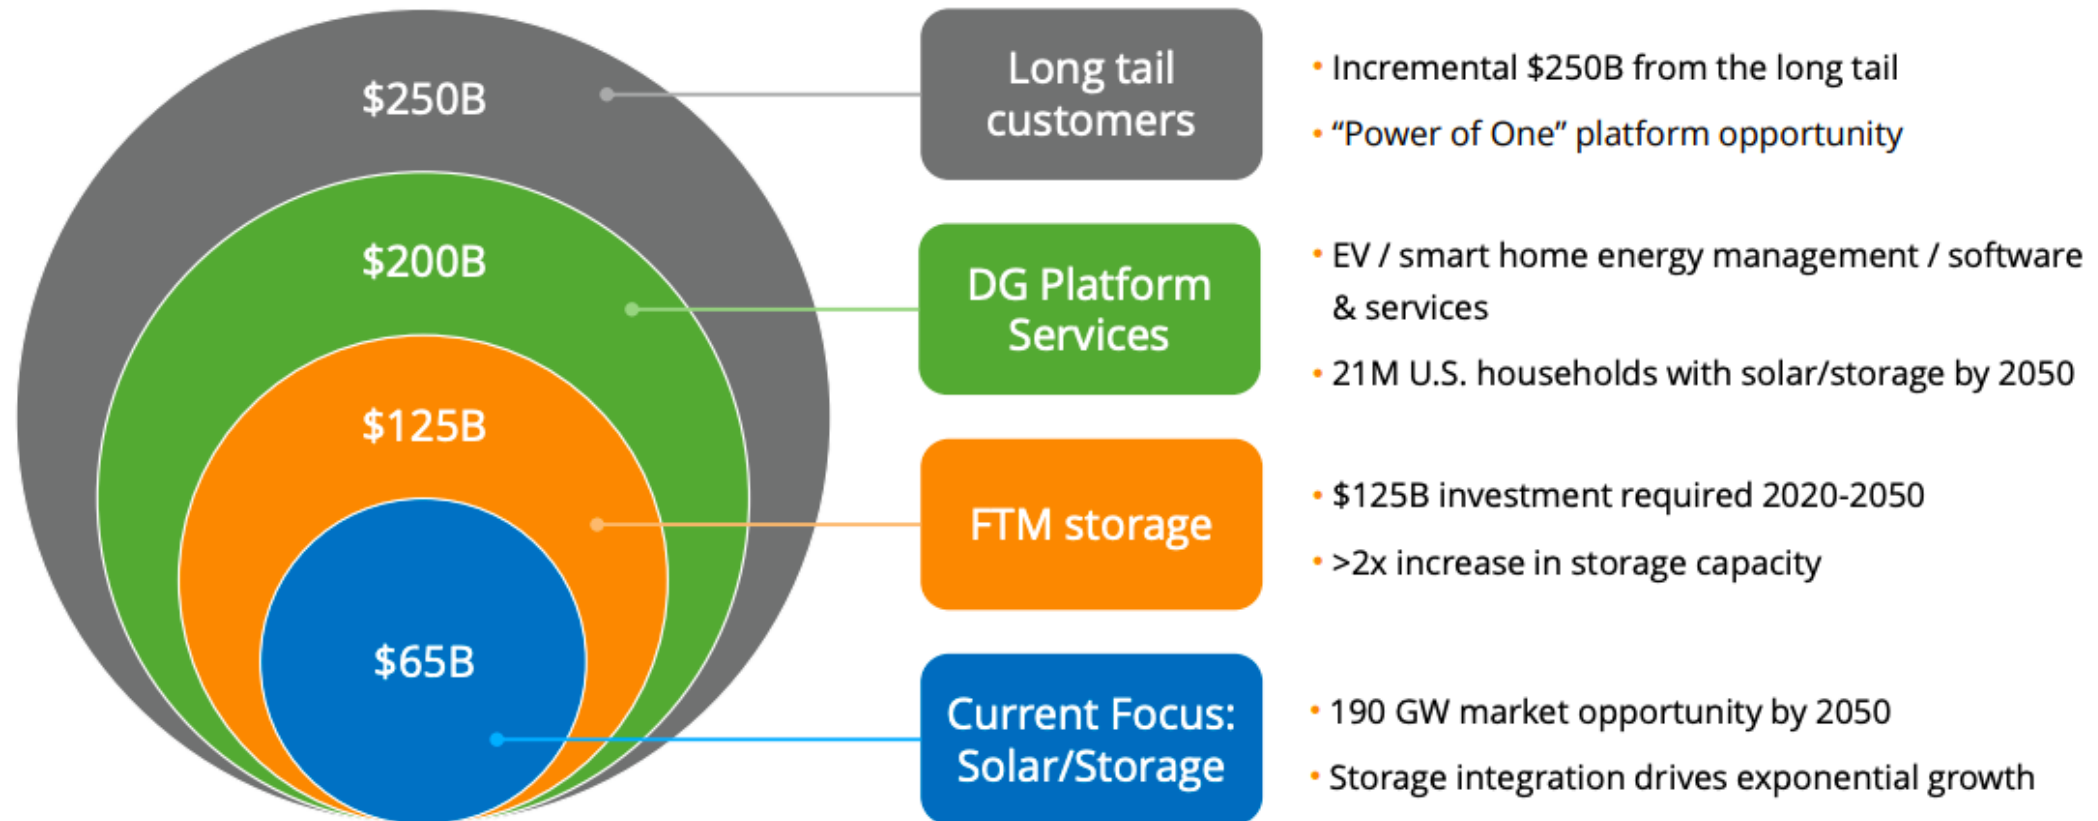 $250B
Long tail
customers
• Incremental $250B from the long tail
• “Power of One” platform opportunity
$200B
DG Platform
Services
• EV / smart home energy management / software
& services
• 21M U.S. households with solar/storage by 2050
$125B
FTM storage
• $125B investment required 2020-2050
• >2x increase in storage capacity
$65B
Current Focus:
Solar/Storage
• 190 GW market opportunity by 2050
• Storage integration drives exponential growth